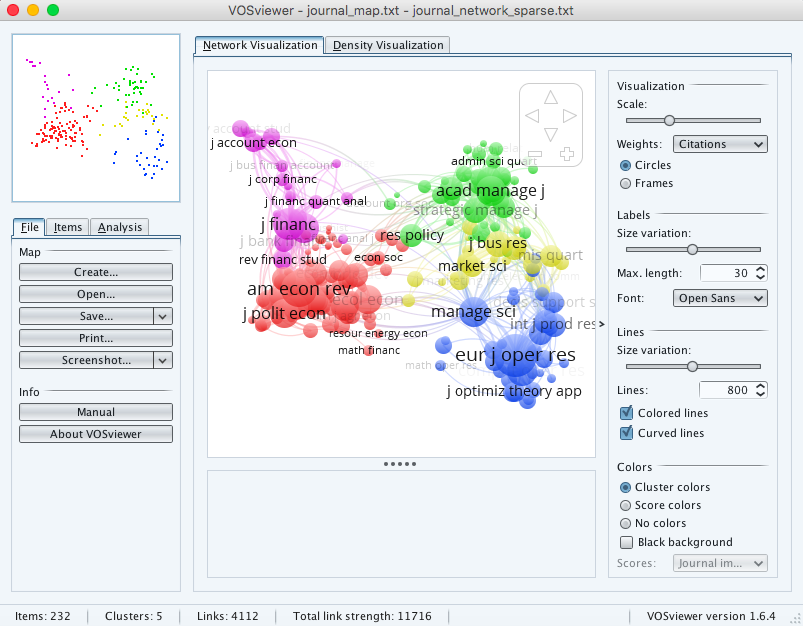 VOSviewer - journal_map.txt - journal_network_sparse.txt
File Items Analysis
Map
Create...
Open...
Save...
Print...
Screenshot...
Info
Manual
About VOSviewer
Network Visualization Density Visualization
j account econ
admin sci quart
j bus financ account
j corp financ
acad manage j
j financ quant anal
strategic manage j
j financ
res policy
j bank financ
j bus res
rev financ stud
econ soc
mis quart
market sci
am econ rev
ecol econ
j polit econ
manage sci
decis support s
int j prod res
resour energy econ
math financ
eur j oper res
math oper res
j optimiz theory app
Visualization
Scale:
Weights: Citations
Circles
Frames
Labels
Size variation:
Max. length: 30
Font: Open Sans
Lines
Size variation:
Lines: 800
Colored lines
Curved lines
Colors
Cluster colors
Score colors
No colors
Black background
Scores: Journal im...
Items: 232 Clusters: 5 Links: 4112 Total link strength: 11716 VOSviewer version 1.6.4